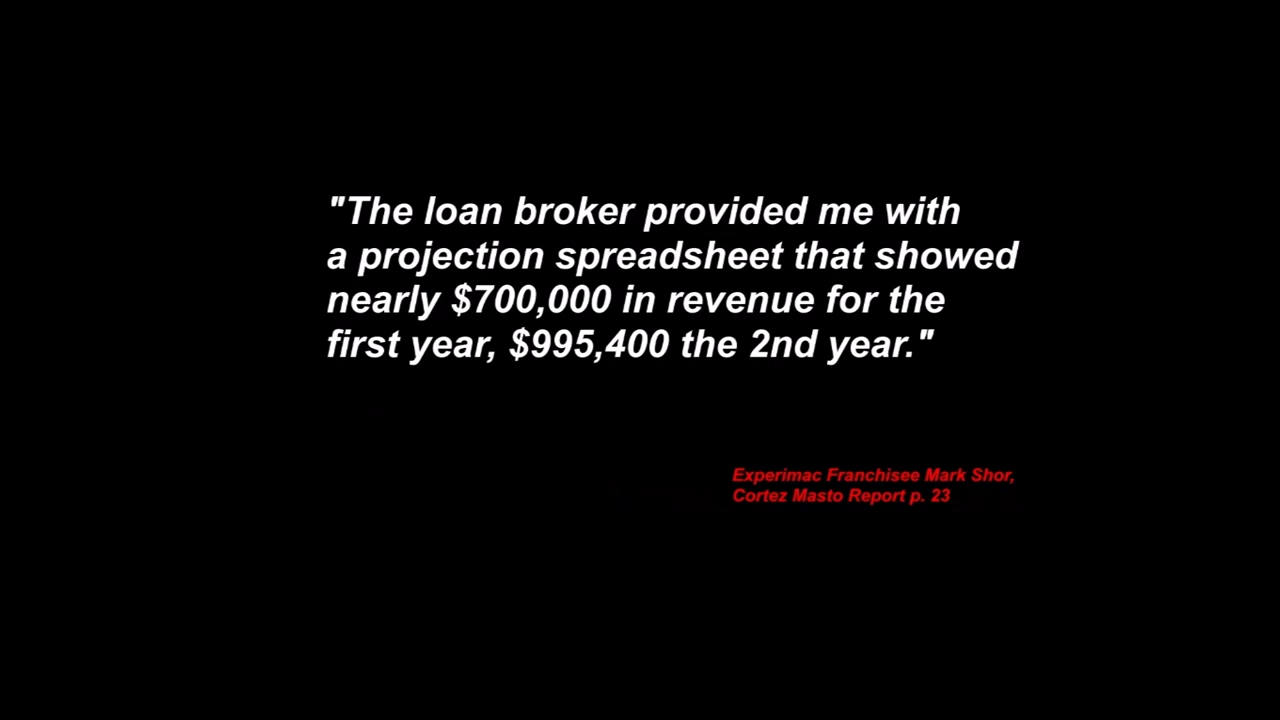 "The loan broker provided me with
a projection spreadsheet that showed
nearly $700,000 in revenue for the
first year, $995,400 the 2nd year."
Experimac Franchisee Mark Shor,
Cortez Masto Report p. 23